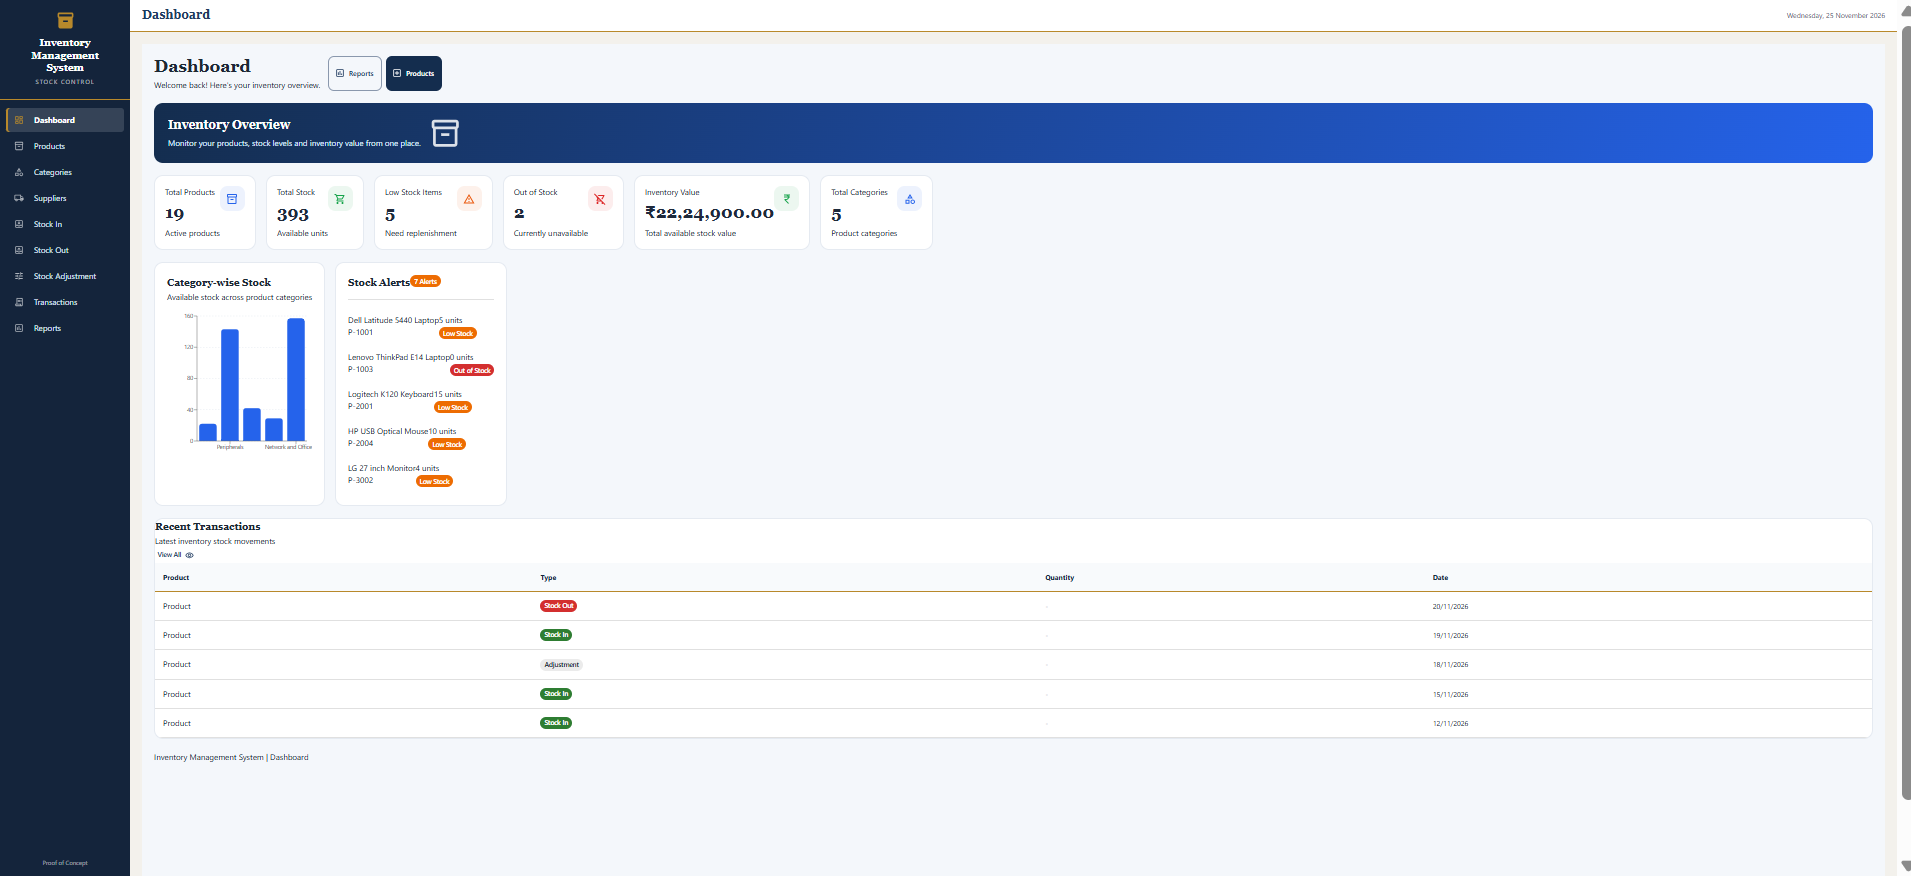 Inventory
Management
System
STOCK CONTROL
Dashboard
Products
Categories
Suppliers
Stock In
Stock Out
Stock Adjustment
Transactions
Reports
Proof of Concept
Dashboard
Wednesday, 25 November 2026
Dashboard
Welcome back! Here's your inventory overview.
Reports
Products
Inventory Overview
Monitor your products, stock levels and inventory value from one place.
Total Products
19
Active products
Total Stock
393
Available units
Low Stock Items
5
Need replenishment
Out of Stock
2
Currently unavailable
Inventory Value
₹22,24,900.00
Total available stock value
Total Categories
5
Product categories
Category-wise Stock
Available stock across product categories
160
120
80
40
0
Peripherals
Network and Office
Stock Alerts 7 Alerts
Dell Latitude 5440 Laptop5 units
P-1001 Low Stock
Lenovo ThinkPad E14 Laptop0 units
P-1003 Out of Stock
Logitech K120 Keyboard15 units
P-2001 Low Stock
HP USB Optical Mouse10 units
P-2004 Low Stock
LG 27 inch Monitor4 units
P-3002 Low Stock
Recent Transactions
Latest inventory stock movements
View All
Product Type Quantity Date
Product Stock Out - 20/11/2026
Product Stock In - 19/11/2026
Product Adjustment - 18/11/2026
Product Stock In - 15/11/2026
Product Stock In - 12/11/2026
Inventory Management System | Dashboard